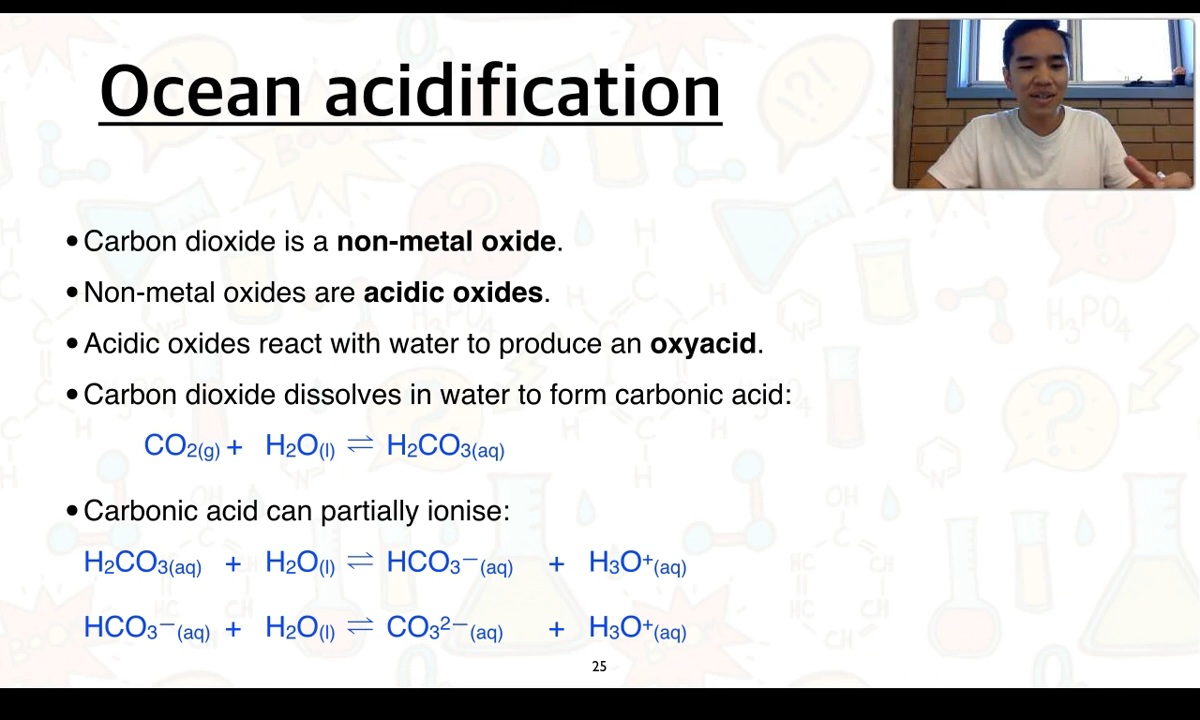 Ocean acidification
•Carbon dioxide is a non-metal oxide.
•Non-metal oxides are acidic oxides.
•Acidic oxides react with water to produce an oxyacid.
•Carbon dioxide dissolves in water to form carbonic acid:
CO₂(g) + H₂O(l) ⇌ H₂CO₃(aq)
•Carbonic acid can partially ionise:
H₂CO₃(aq) + H₂O(l) ⇌ HCO₃⁻(aq) + H₃O⁺(aq)
HCO₃⁻(aq) + H₂O(l) ⇌ CO₃²⁻(aq) + H₃O⁺(aq)
25